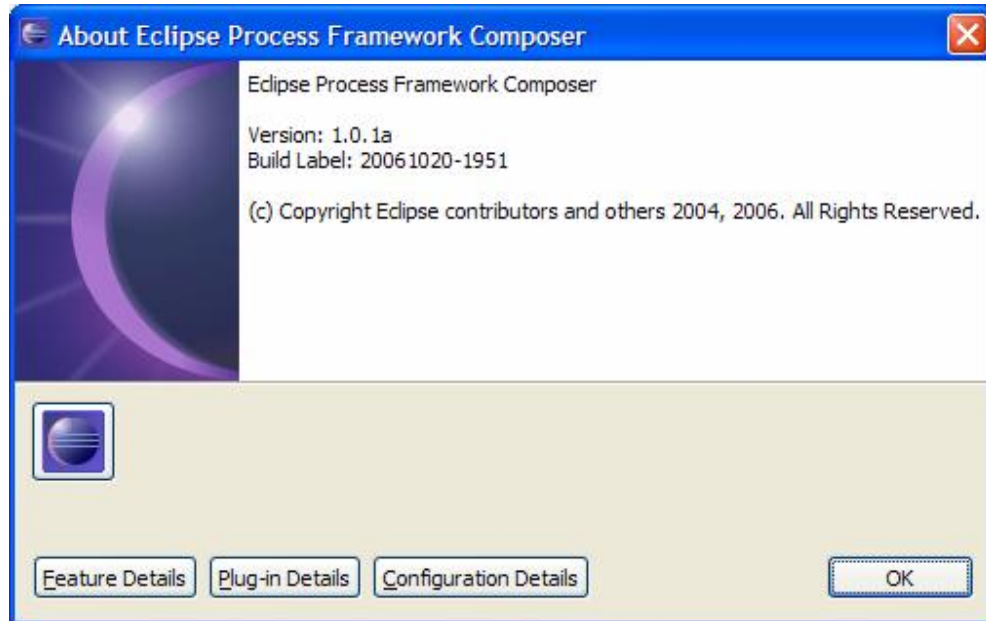 About Eclipse Process Framework Composer
Eclipse Process Framework Composer
Version: 1.0.1a
Build Label: 20061020-1951
(c) Copyright Eclipse contributors and others 2004, 2006. All Rights Reserved.
Feature Details Plug-in Details Configuration Details OK